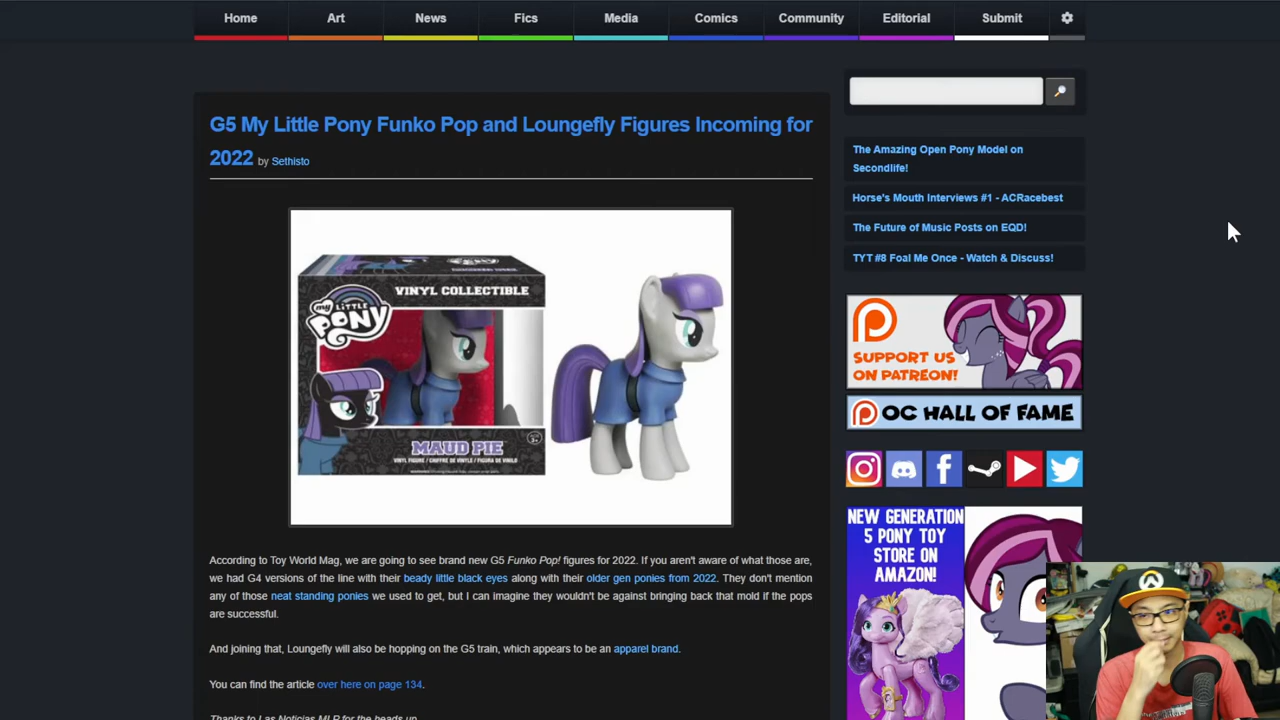 Home Art News Fics Media Comics Community Editorial Submit
G5 My Little Pony Funko Pop and Loungefly Figures Incoming for
2022 by Sethisto
my LITTLE
PONY
VINYL COLLECTIBLE
MAUD PIE
According to Toy World Mag, we are going to see brand new G5 Funko Pop! figures for 2022. If you aren't aware of what those are,
we had G4 versions of the line with their beady little black eyes along with their older gen ponies from 2022. They don't mention
any of those neat standing ponies we used to get, but I can imagine they wouldn't be against bringing back that mold if the pops
are successful.
And joining that, Loungefly will also be hopping on the G5 train, which appears to be an apparel brand.
You can find the article over here on page 134.
Thanks to Las Noticias MLP for the heads up.
The Amazing Open Pony Model on
Secondlife!
Horse's Mouth Interviews #1 - ACRacebest
The Future of Music Posts on EQD!
TYT #8 Foal Me Once - Watch & Discuss!
SUPPORT US
ON PATREON!
OC HALL OF FAME
NEW GENERATION
5 PONY TOY
STORE ON
AMAZON!